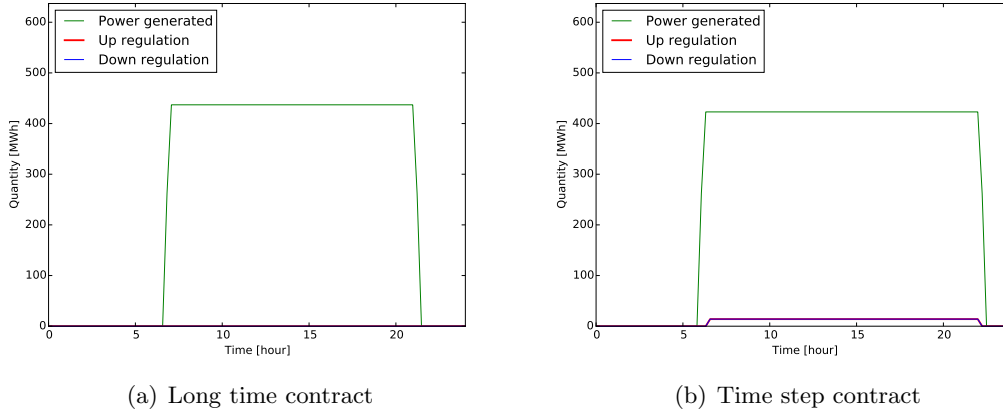 600
500
400
300
200
100
0
Quantity [MWh]
Power generated
Up regulation
Down regulation
0 5 10 15 20
Time [hour]
(a) Long time contract
600
500
400
300
200
100
0
Quantity [MWh]
Power generated
Up regulation
Down regulation
0 5 10 15 20
Time [hour]
(b) Time step contract